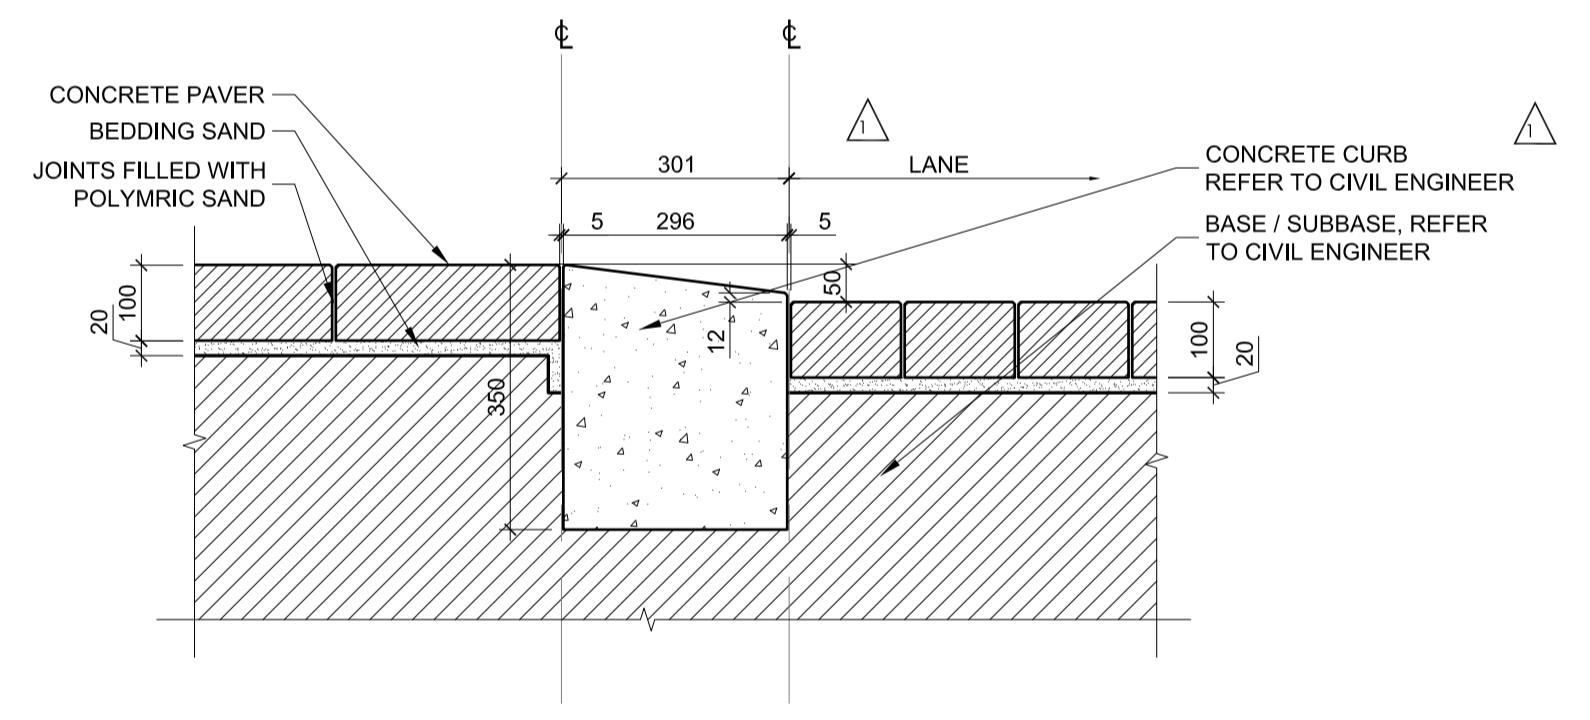 ℄ ℄
CONCRETE PAVER
BEDDING SAND
JOINTS FILLED WITH
POLYMRIC SAND
1
1
301
LANE
CONCRETE CURB
REFER TO CIVIL ENGINEER
5 296 5
BASE / SUBBASE, REFER
TO CIVIL ENGINEER
100
20
50
12
350
100
20